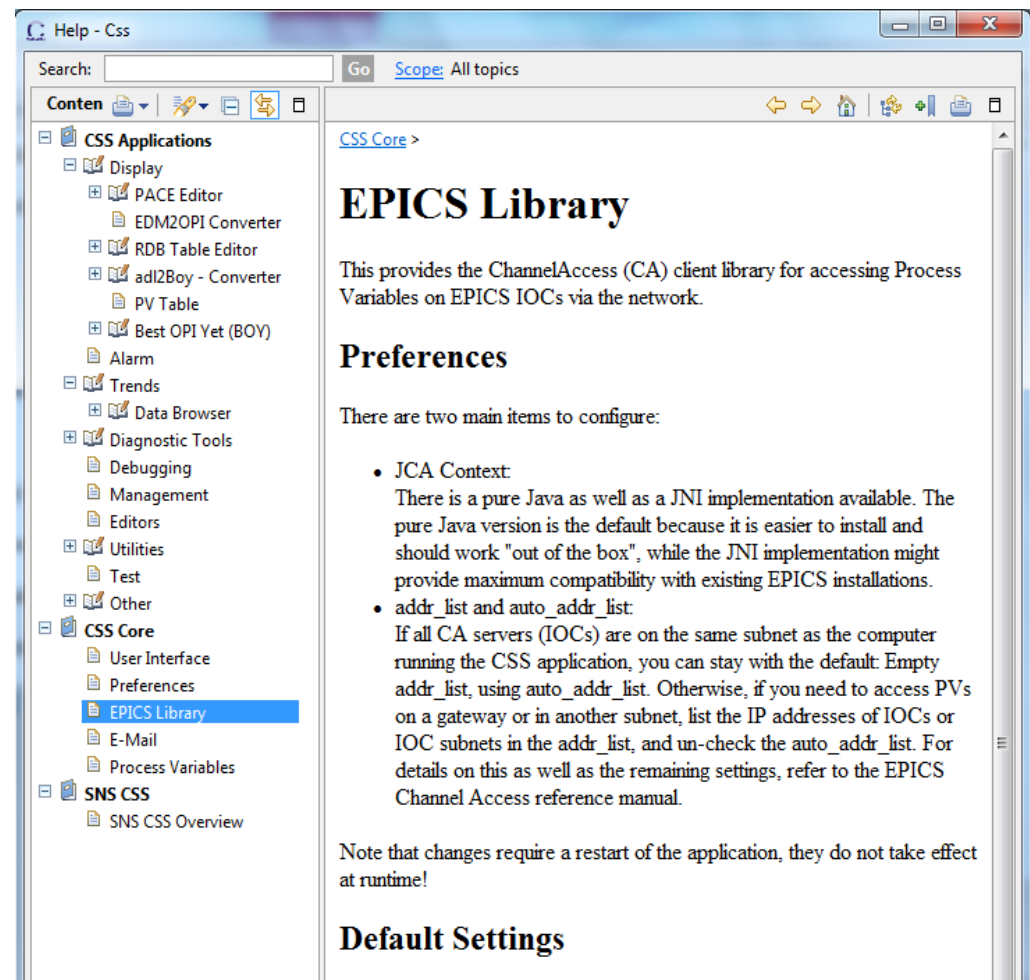 Help - Css
Search:
Go
Scope: All topics
Conten
CSS Applications
Display
PACE Editor
EDM2OPI Converter
RDB Table Editor
adl2Boy - Converter
PV Table
Best OPI Yet (BOY)
Alarm
Trends
Data Browser
Diagnostic Tools
Debugging
Management
Editors
Utilities
Test
Other
CSS Core
User Interface
Preferences
EPICS Library
E-Mail
Process Variables
SNS CSS
SNS CSS Overview
CSS Core >
EPICS Library
This provides the ChannelAccess (CA) client library for accessing Process
Variables on EPICS IOCs via the network.
Preferences
There are two main items to configure:
• JCA Context:
There is a pure Java as well as a JNI implementation available. The
pure Java version is the default because it is easier to install and
should work "out of the box", while the JNI implementation might
provide maximum compatibility with existing EPICS installations.
• addr_list and auto_addr_list:
If all CA servers (IOCs) are on the same subnet as the computer
running the CSS application, you can stay with the default: Empty
addr_list, using auto_addr_list. Otherwise, if you need to access PVs
on a gateway or in another subnet, list the IP addresses of IOCs or
IOC subnets in the addr_list, and un-check the auto_addr_list. For
details on this as well as the remaining settings, refer to the EPICS
Channel Access reference manual.
Note that changes require a restart of the application, they do not take effect
at runtime!
Default Settings